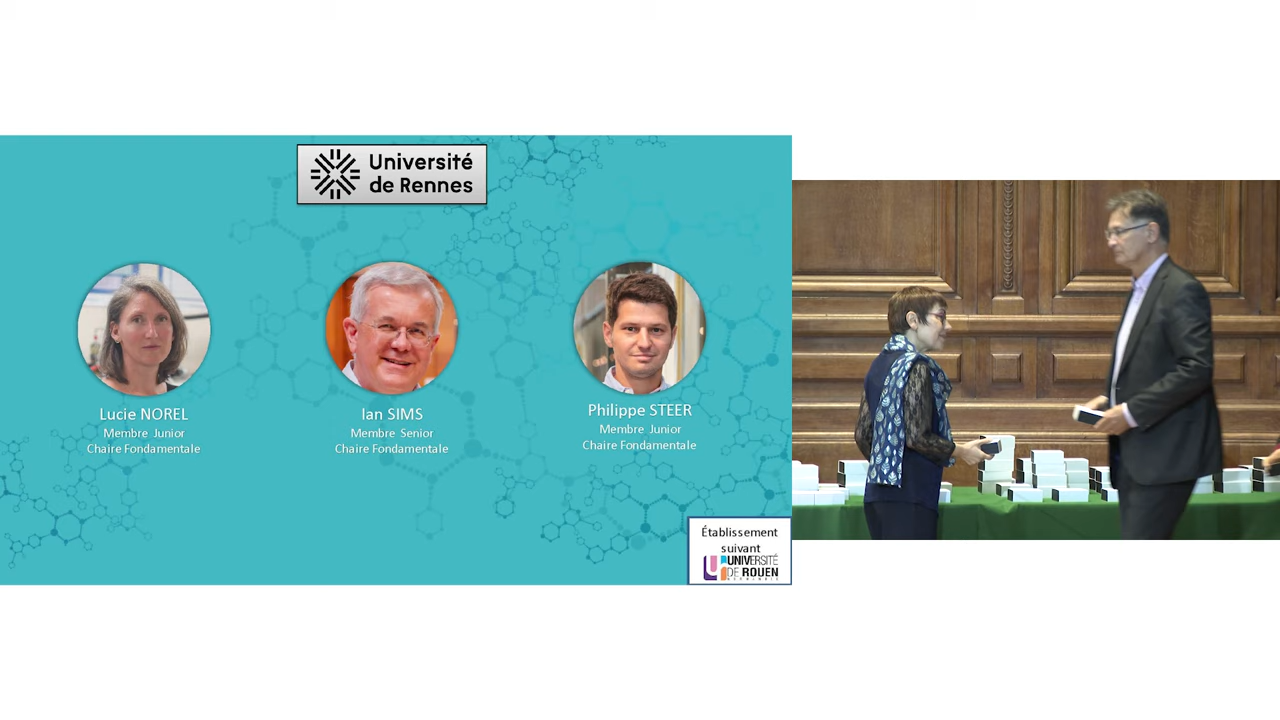 Université
de Rennes
Lucie NOREL
Membre Junior
Chaire Fondamentale
Ian SIMS
Membre Senior
Chaire Fondamentale
Philippe STEER
Membre Junior
Chaire Fondamentale
Établissement
suivant
UNIVERSITÉ
DE ROUEN